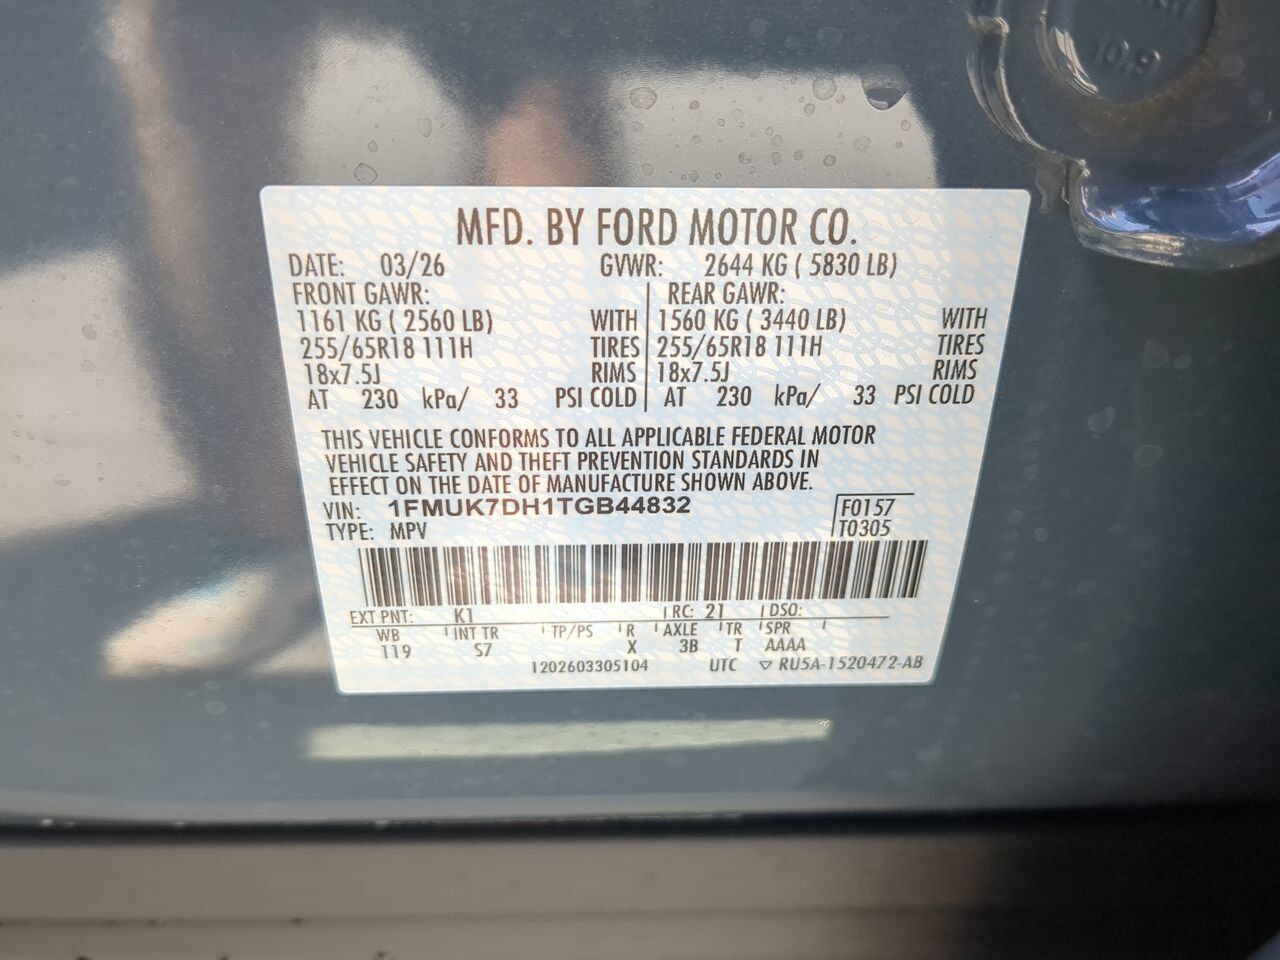 10.9
MFD. BY FORD MOTOR CO.
DATE: 03/26 GVWR: 2644 KG ( 5830 LB)
FRONT GAWR: REAR GAWR:
1161 KG ( 2560 LB) WITH 1560 KG ( 3440 LB) WITH
255/65R18 111H TIRES 255/65R18 111H TIRES
18x7.5J RIMS 18x7.5J RIMS
AT 230 kPa/ 33 PSI COLD AT 230 kPa/ 33 PSI COLD
THIS VEHICLE CONFORMS TO ALL APPLICABLE FEDERAL MOTOR
VEHICLE SAFETY AND THEFT PREVENTION STANDARDS IN
EFFECT ON THE DATE OF MANUFACTURE SHOWN ABOVE.
VIN: 1FMUK7DH1TGB44832 F0157
TYPE: MPV T0305
EXT PNT: K1 RC: 21 DSO:
WB INT TR TP/PS R AXLE TR SPR
119 S7 X 3B T AAAA
1202603305104 UTC ▽ RU5A-1520472-AB